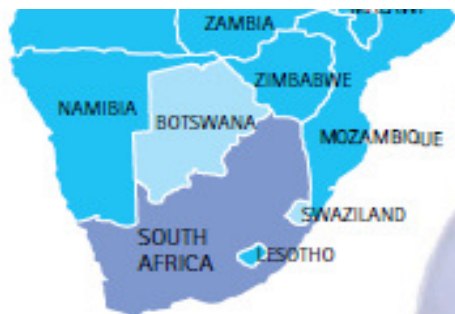 ZAMBIA
ZIMBABWE
NAMIBIA
BOTSWANA
MOZAMBIQUE
SWAZILAND
SOUTH
AFRICA
LESOTHO